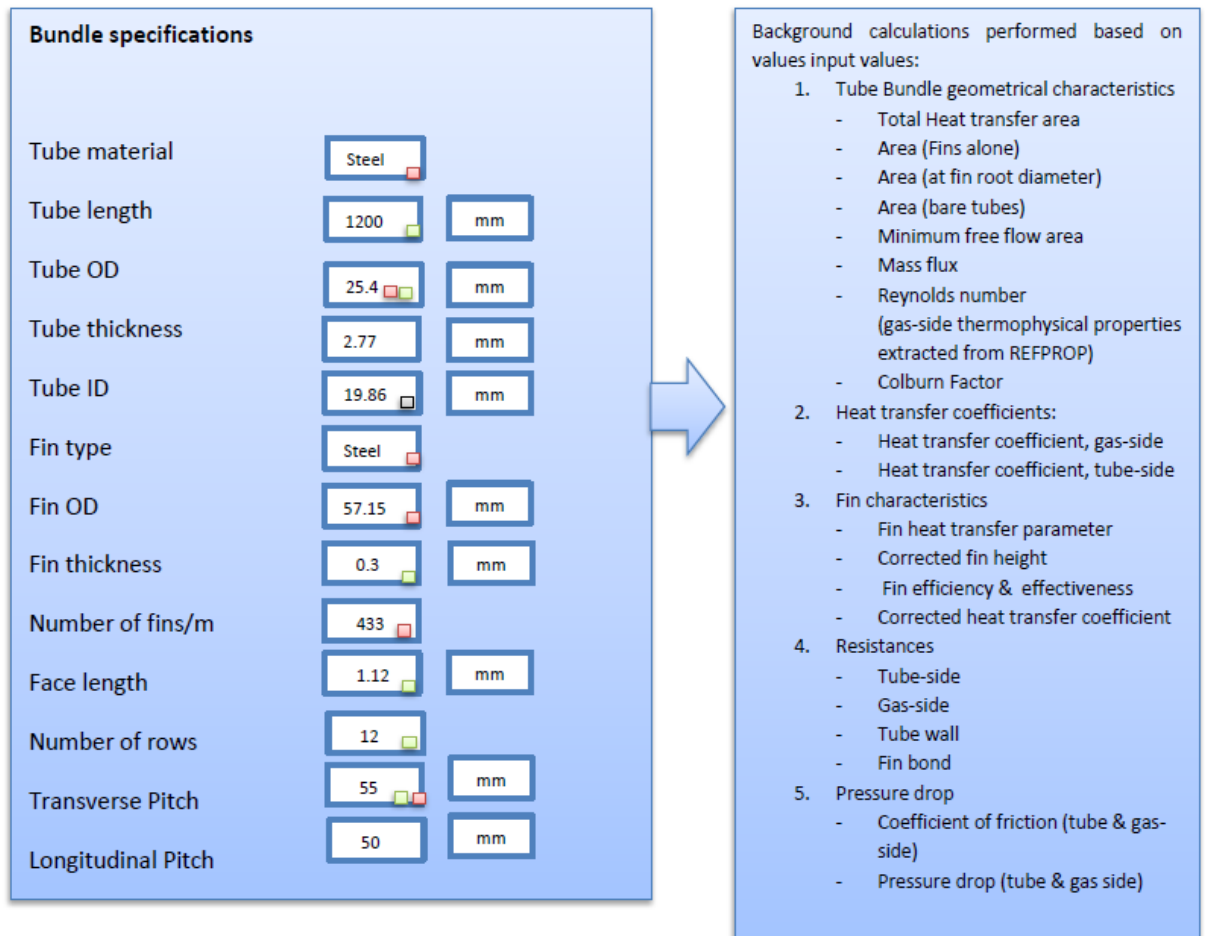 Bundle specifications
Tube material Steel
Tube length 1200 mm
Tube OD 25.4 mm
Tube thickness 2.77 mm
Tube ID 19.86 mm
Fin type Steel
Fin OD 57.15 mm
Fin thickness 0.3 mm
Number of fins/m 433
Face length 1.12 mm
Number of rows 12
Transverse Pitch 55 mm
Longitudinal Pitch 50 mm
Background calculations performed based on
values input values:
1. Tube Bundle geometrical characteristics
- Total Heat transfer area
- Area (Fins alone)
- Area (at fin root diameter)
- Area (bare tubes)
- Minimum free flow area
- Mass flux
- Reynolds number
(gas-side thermophysical properties
extracted from REFPROP)
- Colburn Factor
2. Heat transfer coefficients:
- Heat transfer coefficient, gas-side
- Heat transfer coefficient, tube-side
3. Fin characteristics
- Fin heat transfer parameter
- Corrected fin height
- Fin efficiency & effectiveness
- Corrected heat transfer coefficient
4. Resistances
- Tube-side
- Gas-side
- Tube wall
- Fin bond
5. Pressure drop
- Coefficient of friction (tube & gas-
side)
- Pressure drop (tube & gas side)